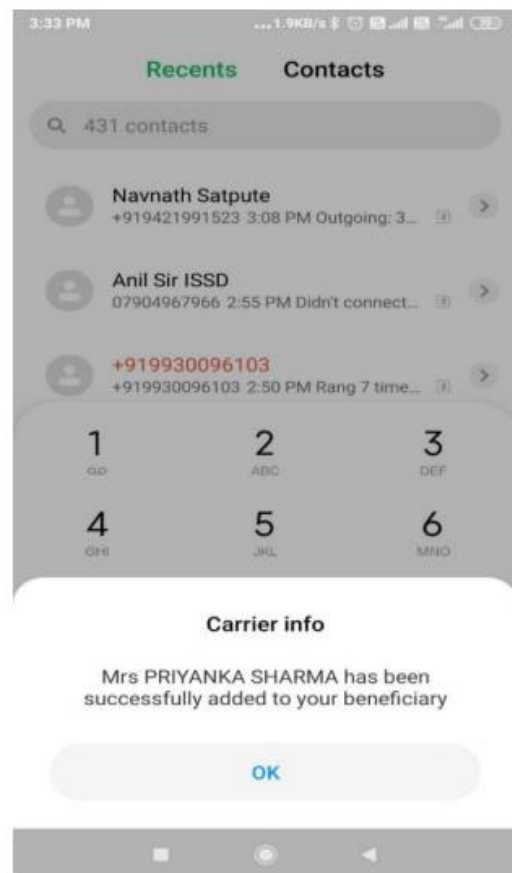 3:33 PM ...1.9KB/s
Recents Contacts
431 contacts
Navnath Satpute
+919421991523 3:08 PM Outgoing: 3...
Anil Sir ISSD
07904967966 2:55 PM Didn't connect...
+919930096103
+919930096103 2:50 PM Rang 7 time...
1 2 3
ABC DEF
4 5 6
GHI JKL MNO
Carrier info
Mrs PRIYANKA SHARMA has been
successfully added to your beneficiary
OK